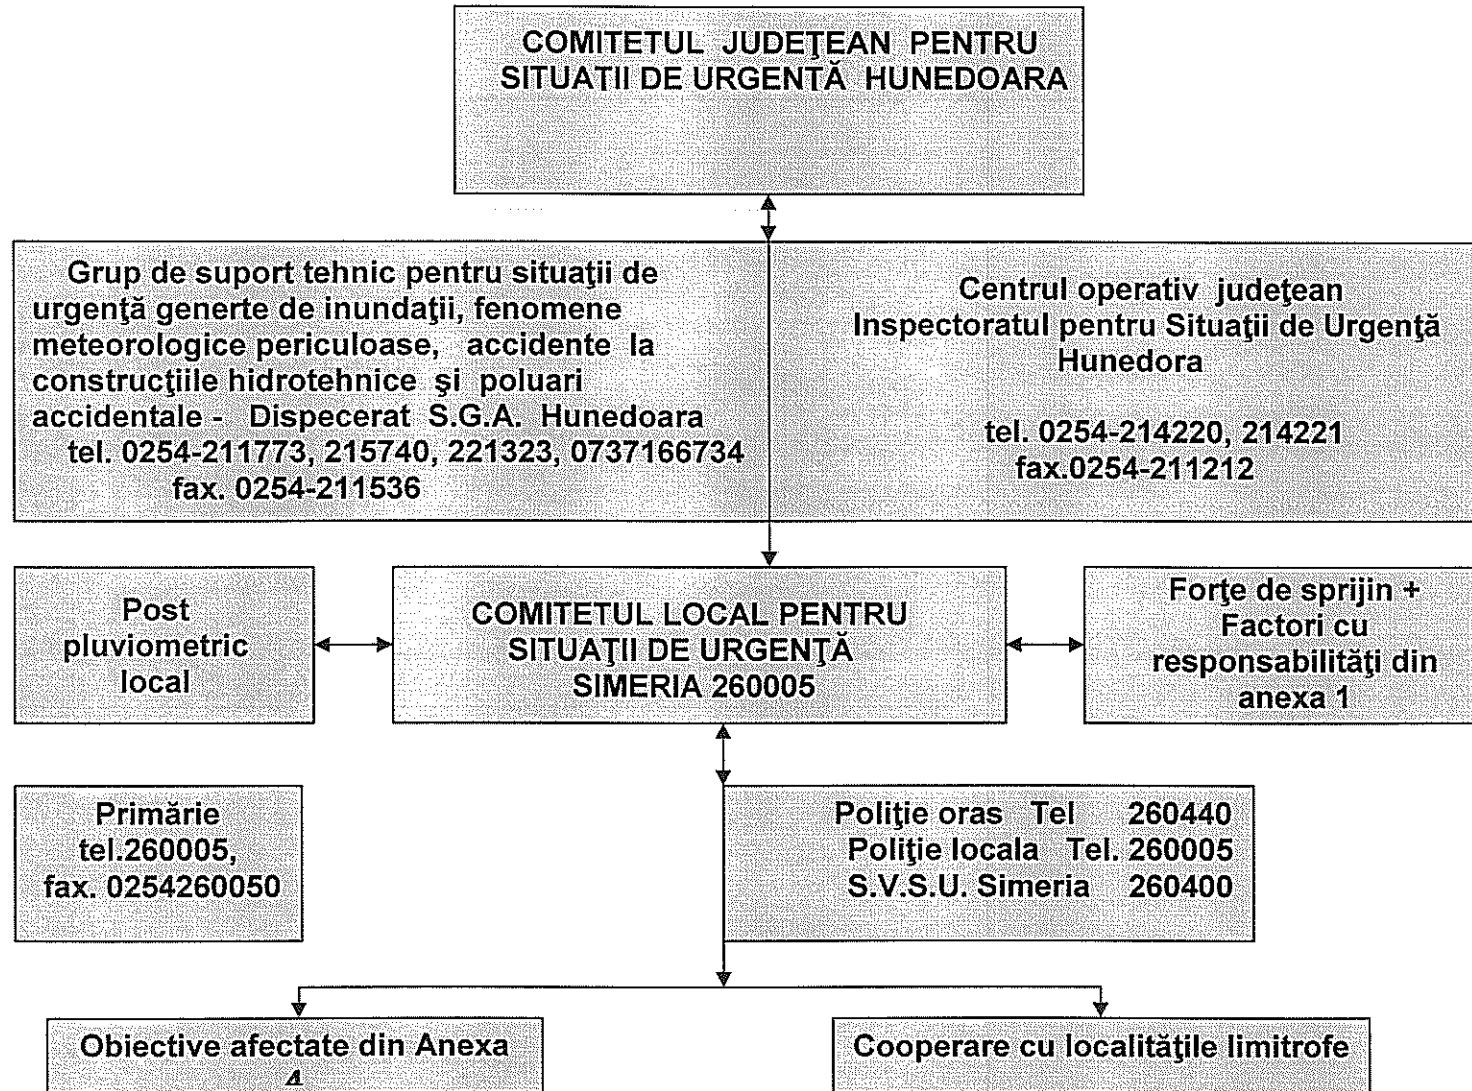 COMITETUL JUDEŢEAN PENTRU
SITUAŢII DE URGENŢĂ HUNEDOARA
Grup de suport tehnic pentru situaţii de
urgenţă generte de inundaţii, fenomene
meteorologice periculoase, accidente la
construcţiile hidrotehnice şi poluari
accidentale - Dispecerat S.G.A. Hunedoara
tel. 0254-211773, 215740, 221323, 0737166734
fax. 0254-211536
Centrul operativ judeţean
Inspectoratul pentru Situaţii de Urgenţă
Hunedora
tel. 0254-214220, 214221
fax.0254-211212
Post
pluviometric
local
COMITETUL LOCAL PENTRU
SITUAŢII DE URGENŢĂ
SIMERIA 260005
Forţe de sprijin +
Factori cu
responsabilităţi din
anexa 1
Primărie
tel.260005,
fax. 0254260050
Poliţie oras Tel 260440
Poliţie locala Tel. 260005
S.V.S.U. Simeria 260400
Obiective afectate din Anexa
Cooperare cu localităţile limitrofe